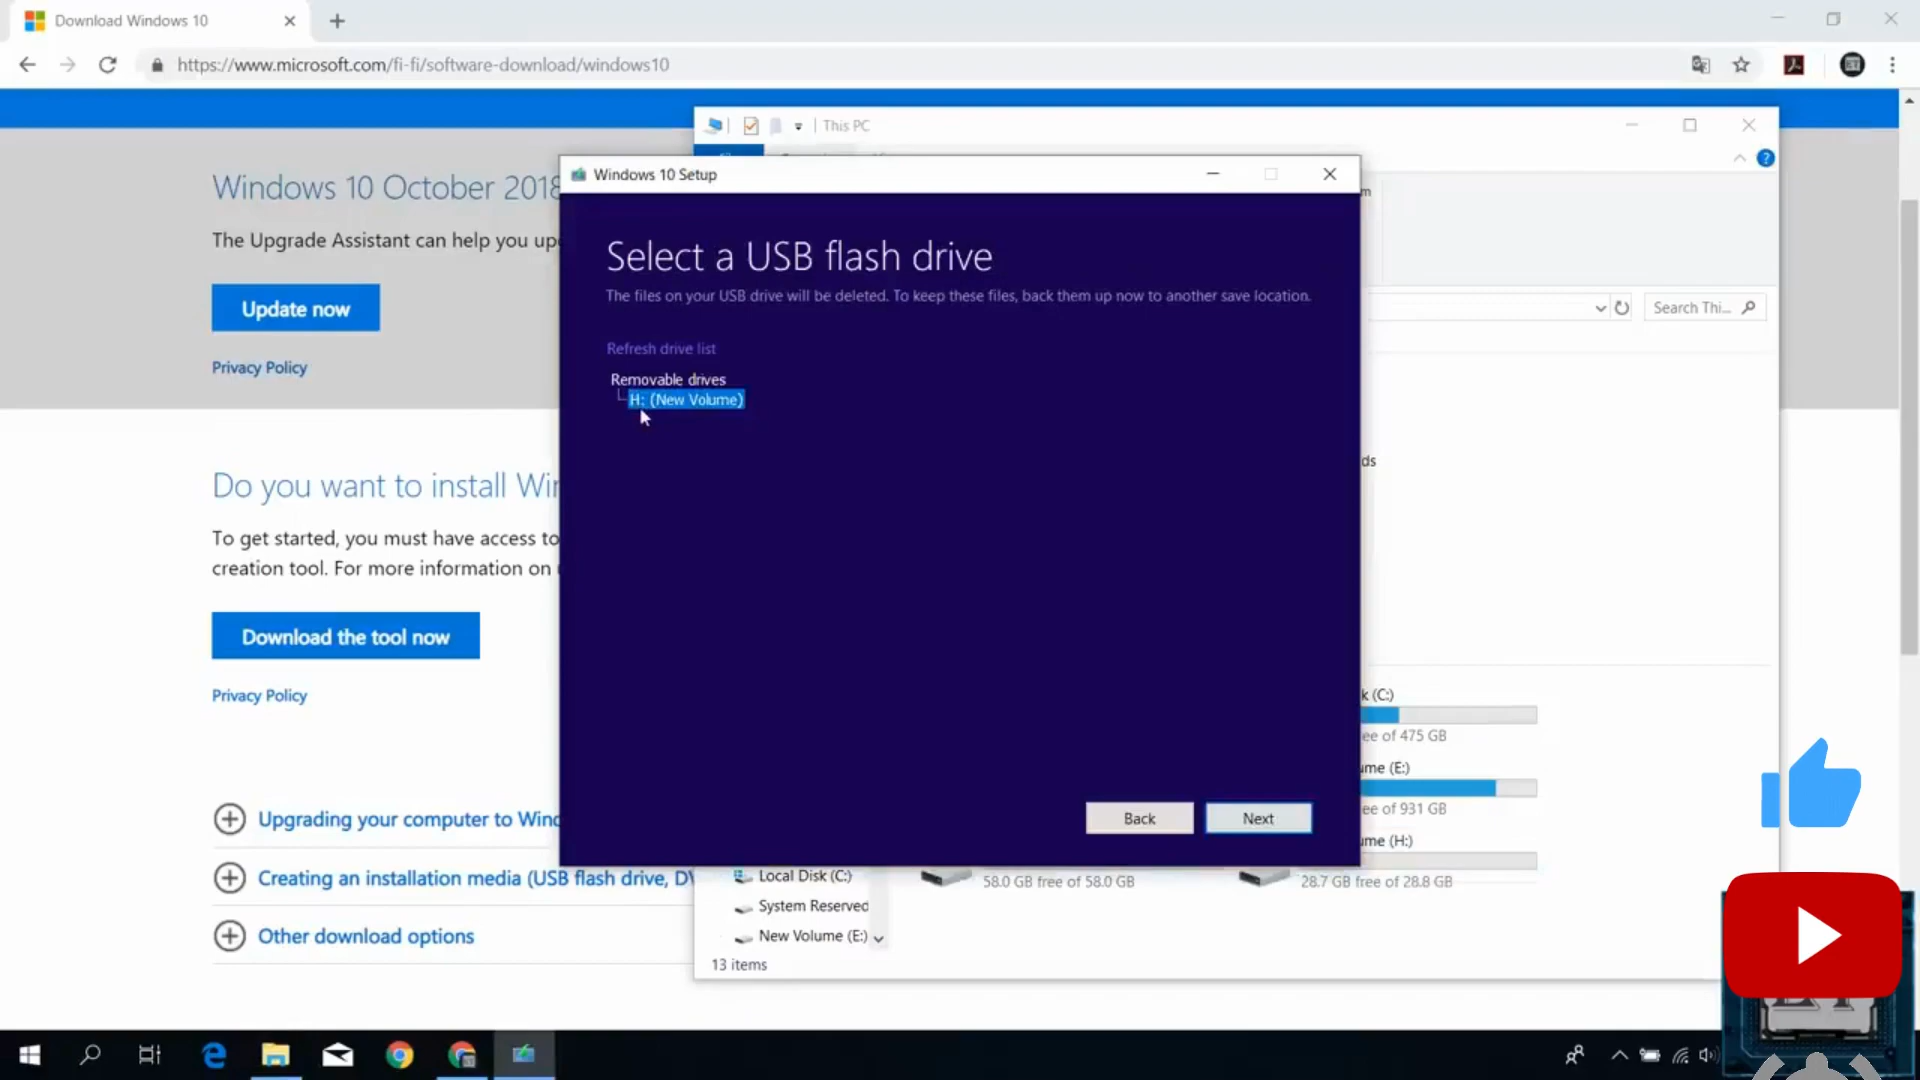 Download Windows 10
https://www.microsoft.com/fi-fi/software-download/windows10
This PC
Windows 10 October 2018
The Upgrade Assistant can help you up
Update now
Privacy Policy
Windows 10 Setup
Select a USB flash drive
The files on your USB drive will be deleted. To keep these files, back them up now to another save location.
Refresh drive list
Removable drives
H: (New Volume)
Back
Next
Search Thi...
Do you want to install Wi
To get started, you must have access to
creation tool. For more information on
Download the tool now
Privacy Policy
ds
k (C:)
ee of 475 GB
ume (E:)
ee of 931 GB
ume (H:)
58.0 GB free of 58.0 GB
28.7 GB free of 28.8 GB
Upgrading your computer to Wind
Creating an installation media (USB flash drive, DV
Other download options
Local Disk (C:)
System Reserved
New Volume (E:)
13 items